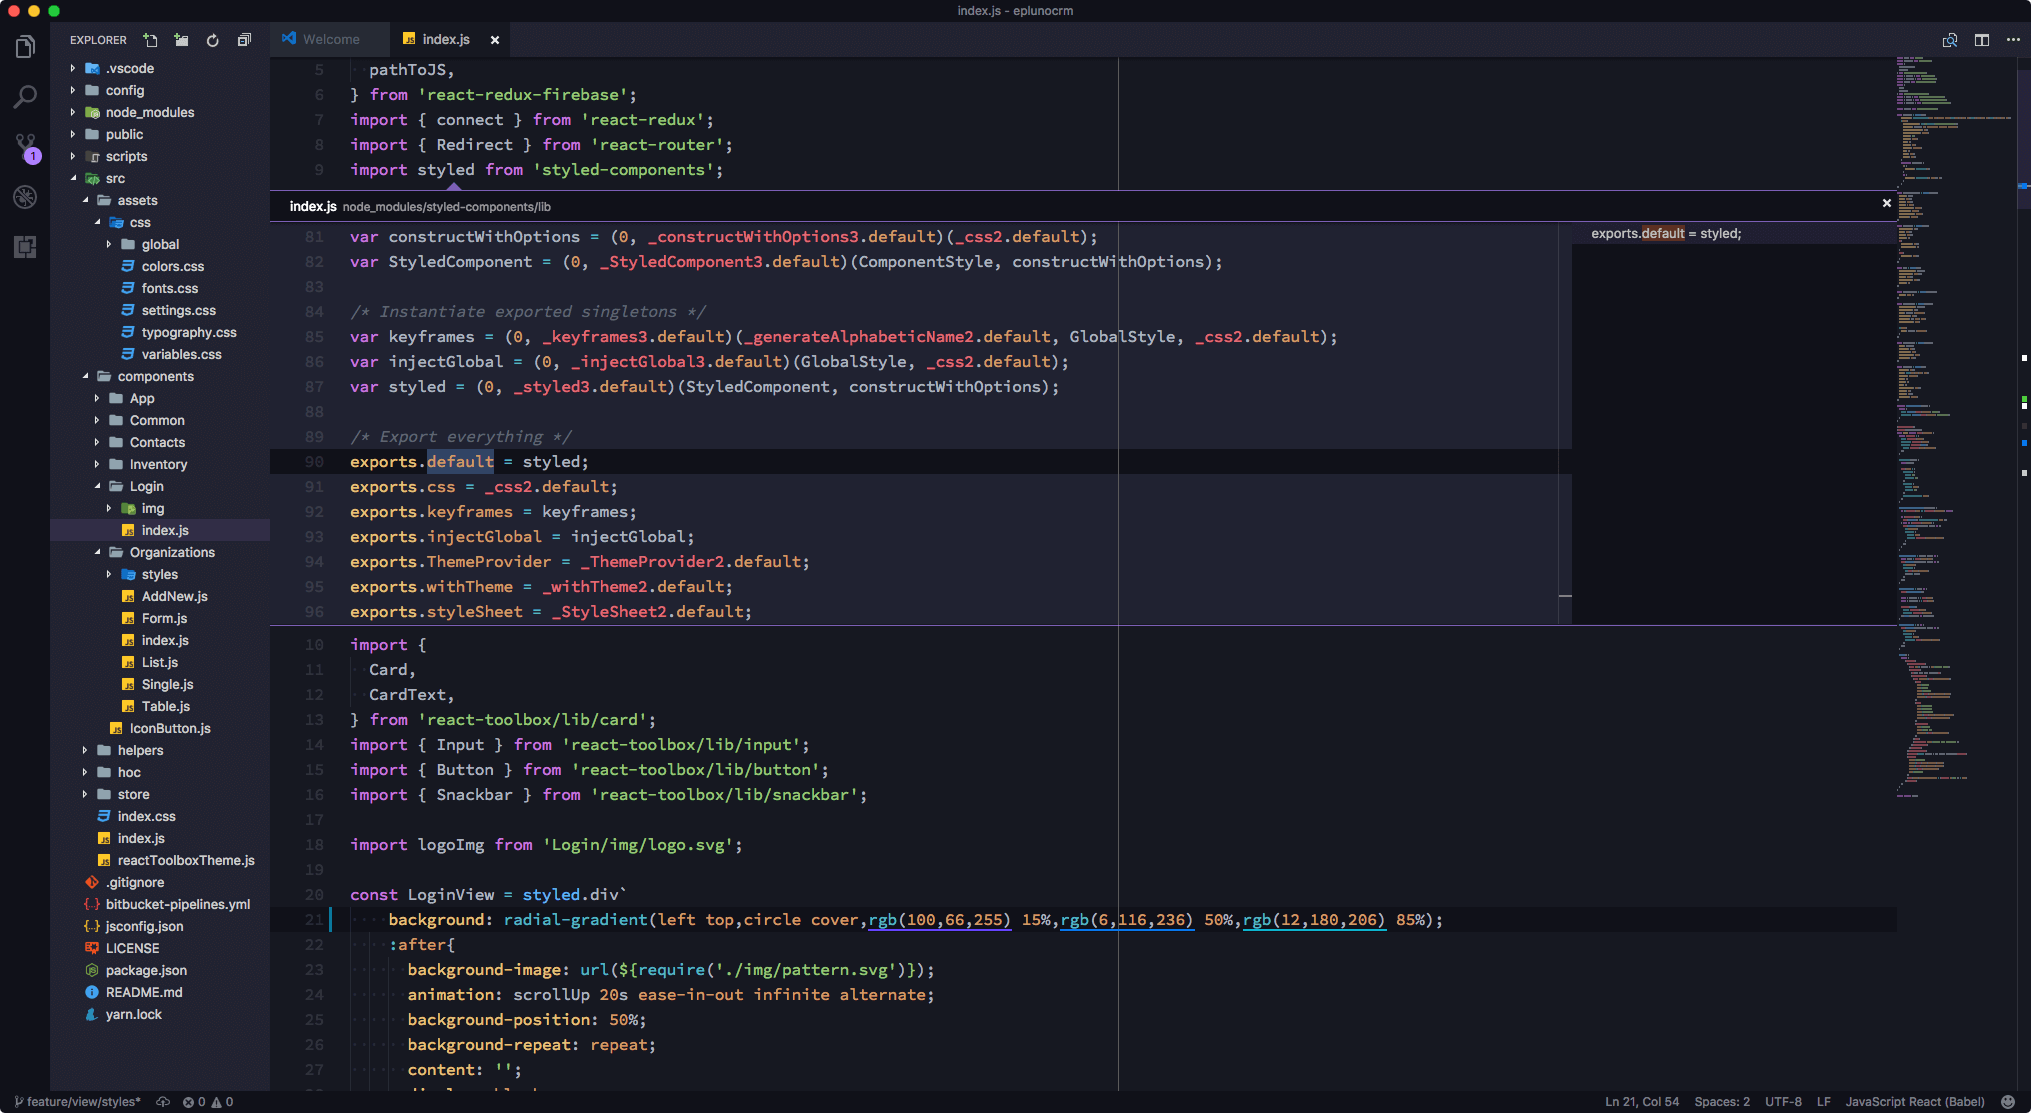 index.js - eplunocrm
EXPLORER
.vscode
config
node_modules
public
scripts
src
assets
css
global
colors.css
fonts.css
settings.css
typography.css
variables.css
components
App
Common
Contacts
Inventory
Login
img
index.js
Organizations
styles
AddNew.js
Form.js
index.js
List.js
Single.js
Table.js
IconButton.js
helpers
hoc
store
index.css
index.js
reactToolboxTheme.js
.gitignore
bitbucket-pipelines.yml
jsconfig.json
LICENSE
package.json
README.md
yarn.lock
1
Welcome
index.js
5 pathToJS,
6 } from 'react-redux-firebase';
7 import { connect } from 'react-redux';
8 import { Redirect } from 'react-router';
9 import styled from 'styled-components';
index.js node_modules/styled-components/lib
81 var constructWithOptions = (0, _constructWithOptions3.default)(_css2.default);
82 var StyledComponent = (0, _StyledComponent3.default)(ComponentStyle, constructWithOptions);
83
84 /* Instantiate exported singletons */
85 var keyframes = (0, _keyframes3.default)(_generateAlphabeticName2.default, GlobalStyle, _css2.default);
86 var injectGlobal = (0, _injectGlobal3.default)(GlobalStyle, _css2.default);
87 var styled = (0, _styled3.default)(StyledComponent, constructWithOptions);
88
89 /* Export everything */
90 exports.default = styled;
91 exports.css = _css2.default;
92 exports.keyframes = keyframes;
93 exports.injectGlobal = injectGlobal;
94 exports.ThemeProvider = _ThemeProvider2.default;
95 exports.withTheme = _withTheme2.default;
96 exports.styleSheet = _StyleSheet2.default;
exports.default = styled;
10 import {
11 Card,
12 CardText,
13 } from 'react-toolbox/lib/card';
14 import { Input } from 'react-toolbox/lib/input';
15 import { Button } from 'react-toolbox/lib/button';
16 import { Snackbar } from 'react-toolbox/lib/snackbar';
17
18 import logoImg from 'Login/img/logo.svg';
19
20 const LoginView = styled.div`
21 background: radial-gradient(left top,circle cover,rgb(100,66,255) 15%,rgb(6,116,236) 50%,rgb(12,180,206) 85%);
22 :after{
23 background-image: url(${require('./img/pattern.svg')});
24 animation: scrollUp 20s ease-in-out infinite alternate;
25 background-position: 50%;
26 background-repeat: repeat;
27 content: '';
feature/view/styles* 0 0
Ln 21, Col 54 Spaces: 2 UTF-8 LF JavaScript React (Babel)